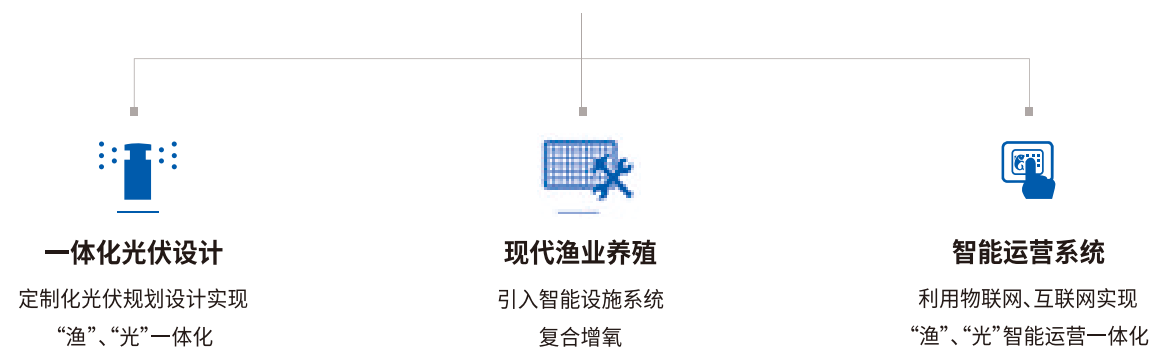 一体化光伏设计
定制化光伏规划设计实现
“渔”、“光”一体化
现代渔业养殖
引入智能设施系统
复合增氧
智能运营系统
利用物联网、互联网实现
“渔”、“光”智能运营一体化